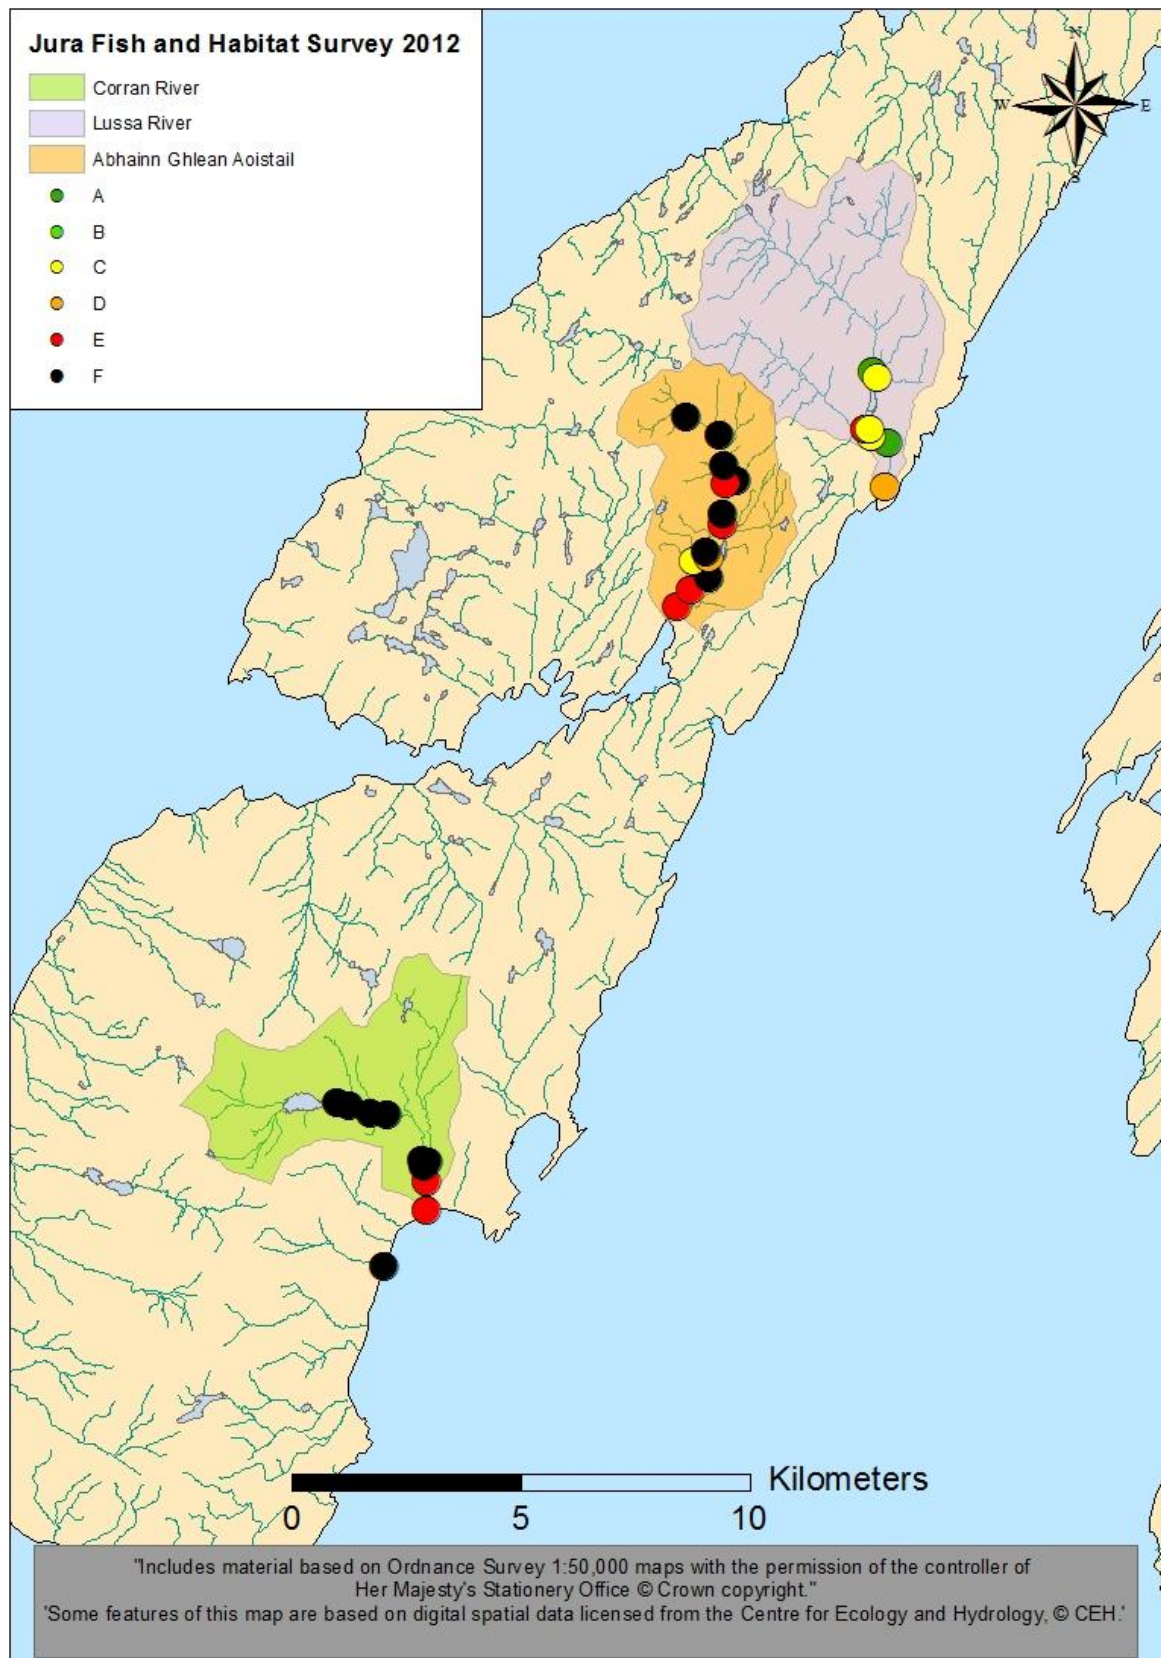 Jura Fish and Habitat Survey 2012
Corran River
Lussa River
Abhainn Ghlean Aoistail
A
B
C
D
E
F
N
W
E
S
Kilometers
0 5 10
"Includes material based on Ordnance Survey 1:50,000 maps with the permission of the controller of
Her Majesty's Stationery Office © Crown copyright."
'Some features of this map are based on digital spatial data licensed from the Centre for Ecology and Hydrology, © CEH.'